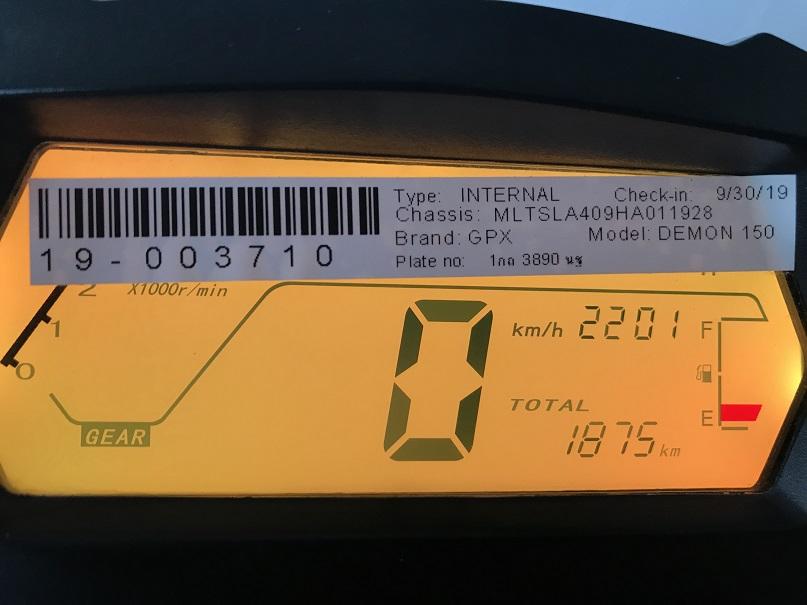 Type: INTERNAL Check-in: 9/30/19
Chassis: MLTSLA409HA011928
Brand: GPX Model: DEMON 150
19-003710
Plate no: 1กถ 3890 นฐ
2 X1000r/min
1
0
GEAR
0 km/h 2201 F
TOTAL
E
1875 km